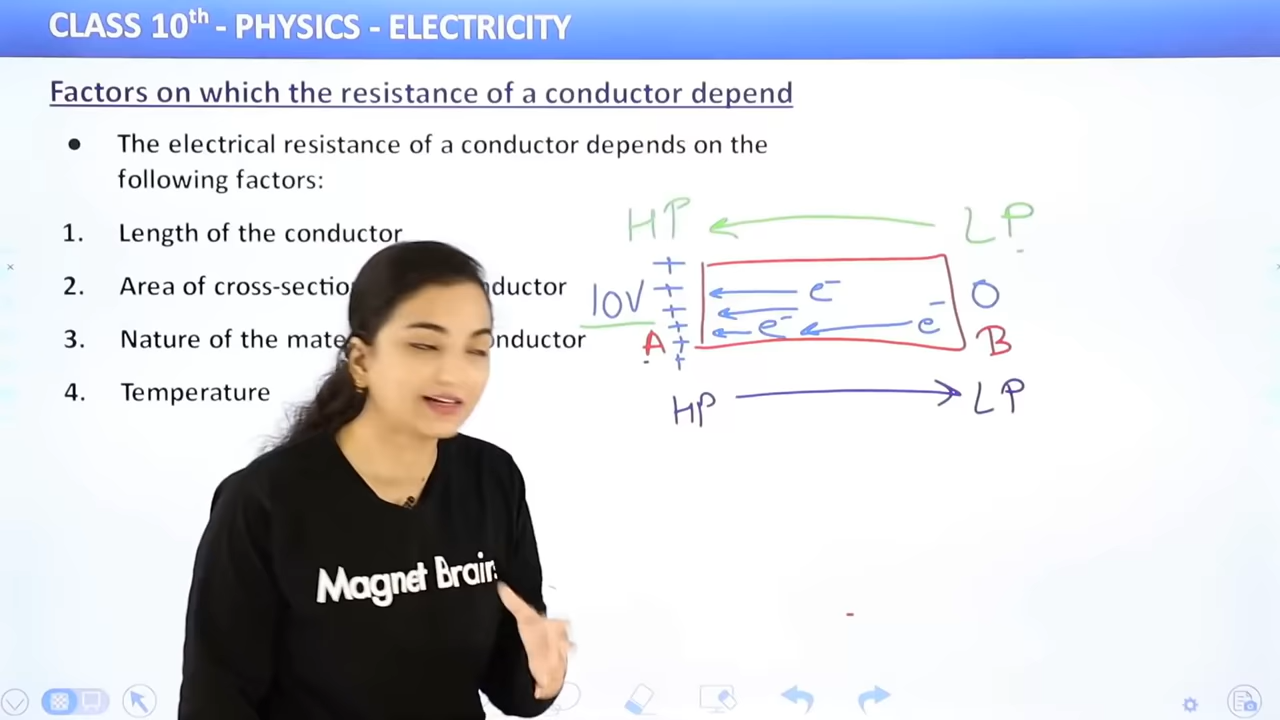 CLASS 10th - PHYSICS - ELECTRICITY
Factors on which the resistance of a conductor depend
● The electrical resistance of a conductor depends on the
following factors:
1. Length of the conductor
2. Area of cross-sectio nductor
3. Nature of the mate onductor
4. Temperature
HP ← LP
+
+
+
+
+
+
10V
A
e-
e-
e-
O
B
HP → LP
Magnet Brain